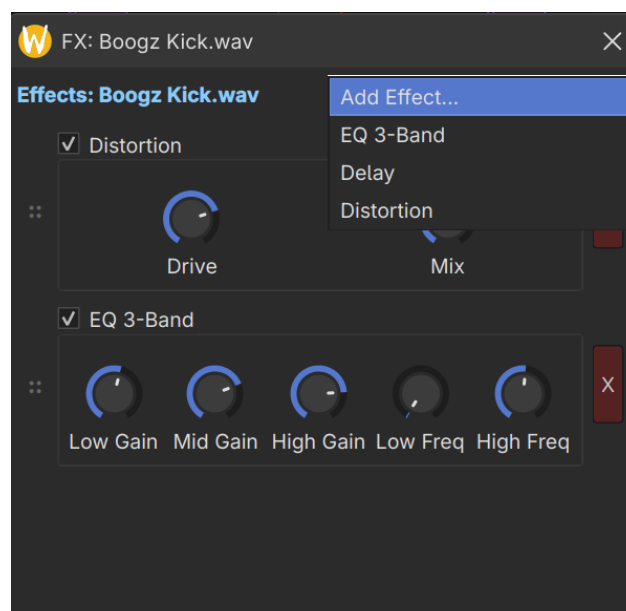 FX: Boogz Kick.wav
Effects: Boogz Kick.wav
Add Effect...
EQ 3-Band
Delay
Distortion
Distortion
Drive
Mix
EQ 3-Band
X
Low Gain Mid Gain High Gain Low Freq High Freq